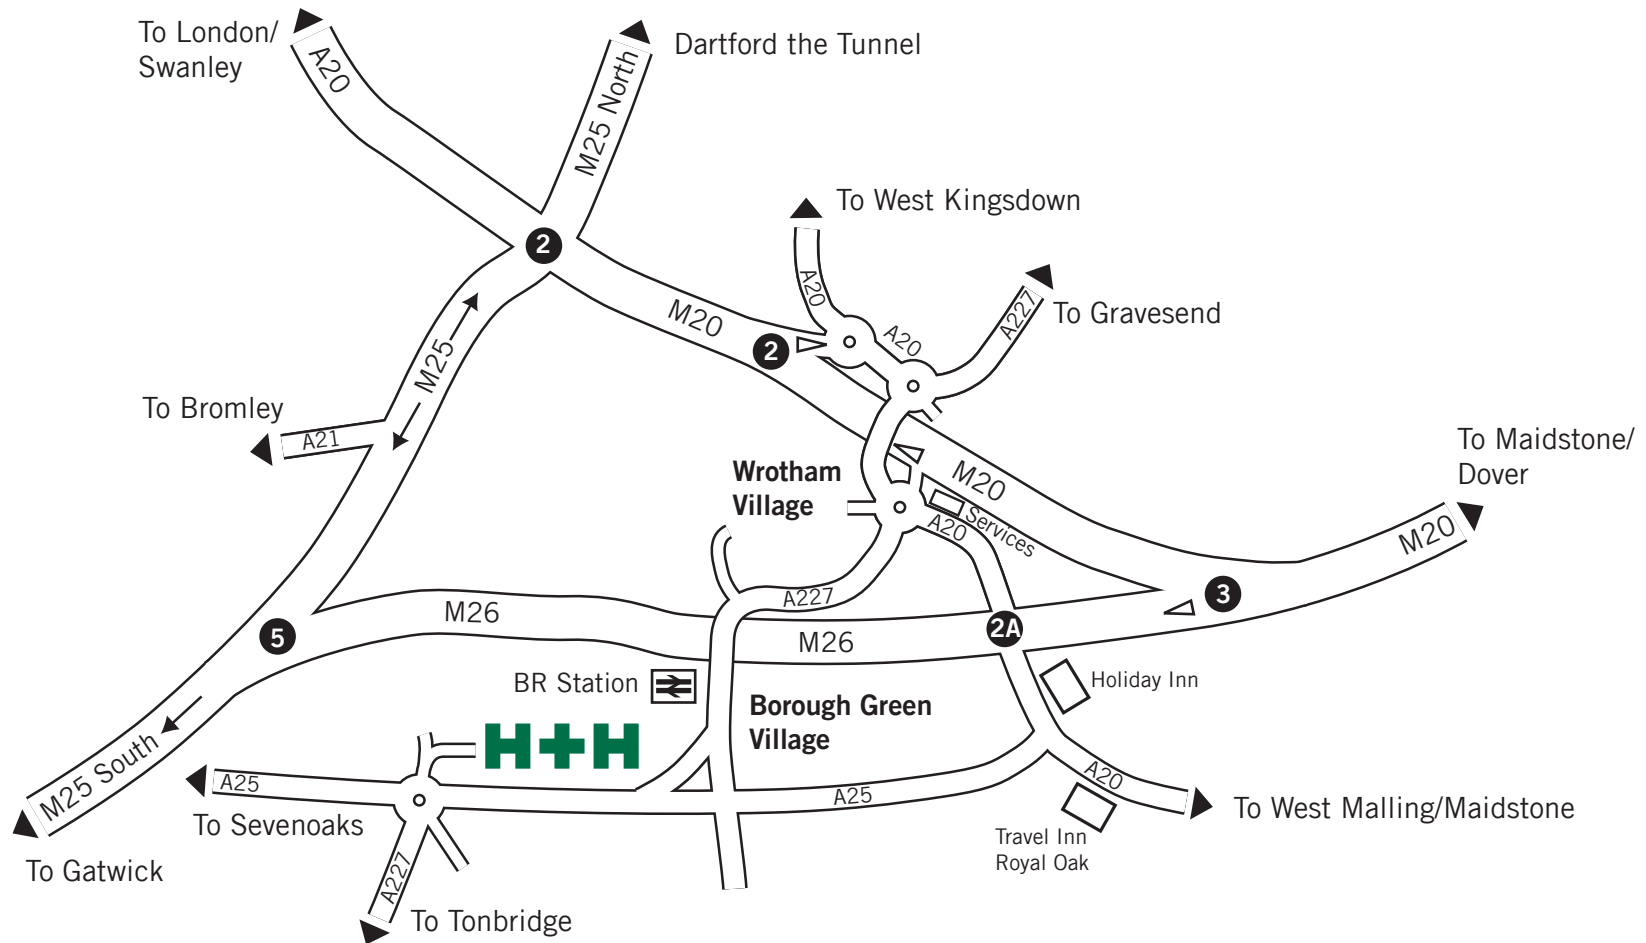 To London/
Swanley
A20
Dartford the Tunnel
M25 North
2
To West Kingsdown
A20
M20
2
A20
A227
To Gravesend
M25
To Bromley
A21
Wrotham
Village
M20
Services
A20
To Maidstone/
Dover
M20
3
A227
M26
M26
2A
5
BR Station
Holiday Inn
Borough Green
Village
H+H
M25 South
A25
To Sevenoaks
A25
A20
To West Malling/Maidstone
Travel Inn
Royal Oak
To Gatwick
A227
To Tonbridge